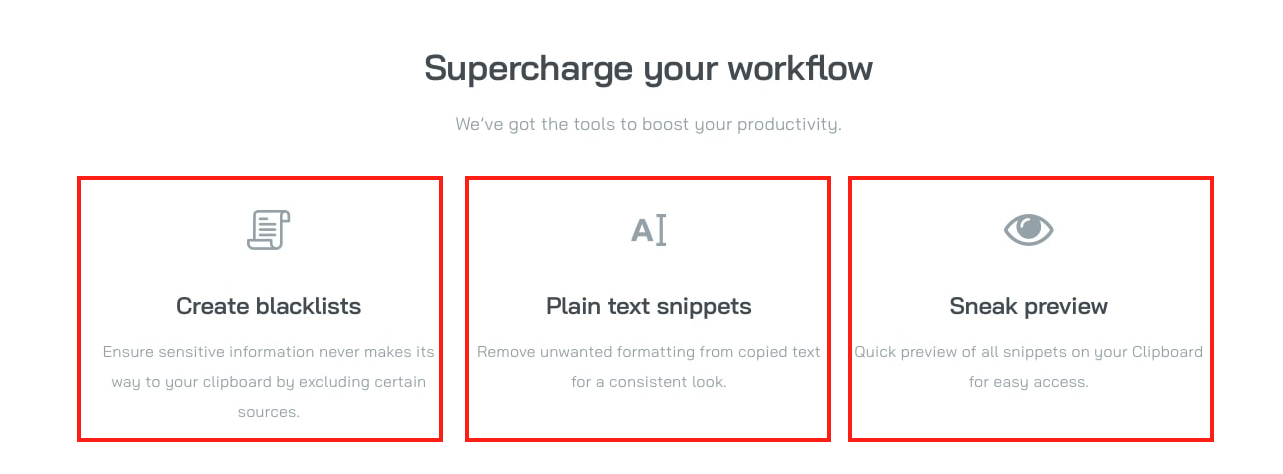 Supercharge your workflow
We've got the tools to boost your productivity.
Create blacklists
Ensure sensitive information never makes its
way to your clipboard by excluding certain
sources.
AI
Plain text snippets
Remove unwanted formatting from copied text
for a consistent look.
Sneak preview
Quick preview of all snippets on your Clipboard
for easy access.